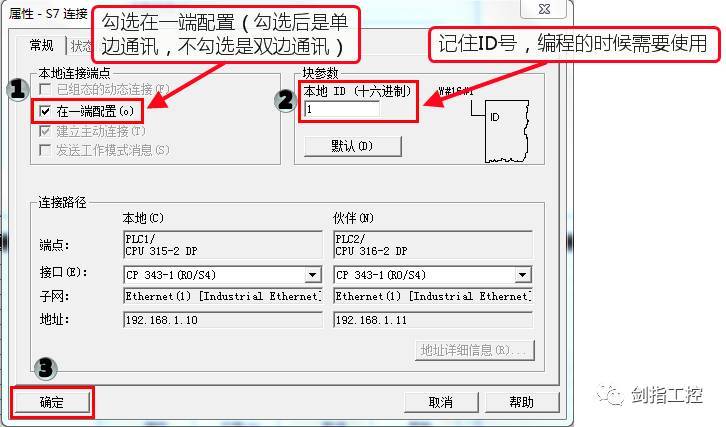 属性 - S7 连接
勾选在一端配置（勾选后是单
边通讯，不勾选是双边通讯）
记住ID号，编程的时候需要使用
常规
状态
本地连接端点
1
已组态的动态连接(F)
在一端配置(o)
建立主动连接(T)
发送工作模式消息(S)
块参数
2
本地 ID (十六进制)
W#16#1
1
ID
默认(D)
连接路径
本地(C)
伙伴(N)
端点:
PLC1/
CPU 315-2 DP
PLC2/
CPU 316-2 DP
接口(E):
CP 343-1(R0/S4)
CP 343-1(R0/S4)
子网:
Ethernet(1) [Industrial Ethernet]
Ethernet(1) [Industrial Ethernet]
地址:
192.168.1.10
192.168.1.11
地址详细信息(R)...
3
确定
取消
帮助
剑指工控